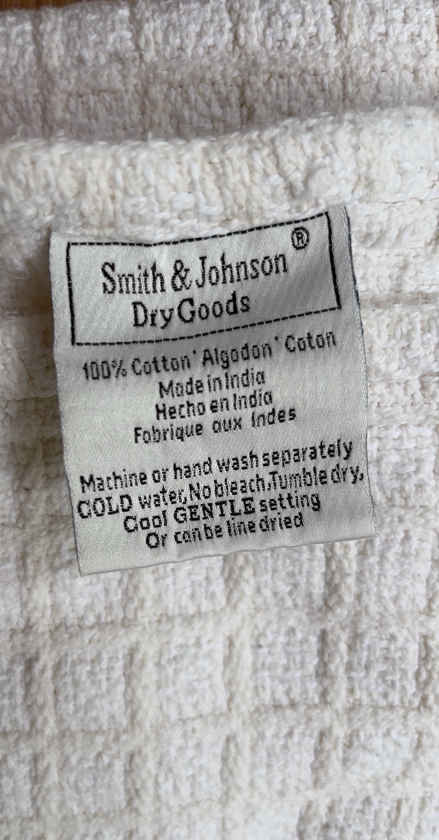 Smith & Johnson ®
Dry Goods
100% Cotton · Algodon · Coton
Made in India
Hecho en India
Fabrique aux Indes
Machine or hand wash separately
COLD water, No bleach, Tumble dry,
Cool GENTLE setting
Or can be line dried